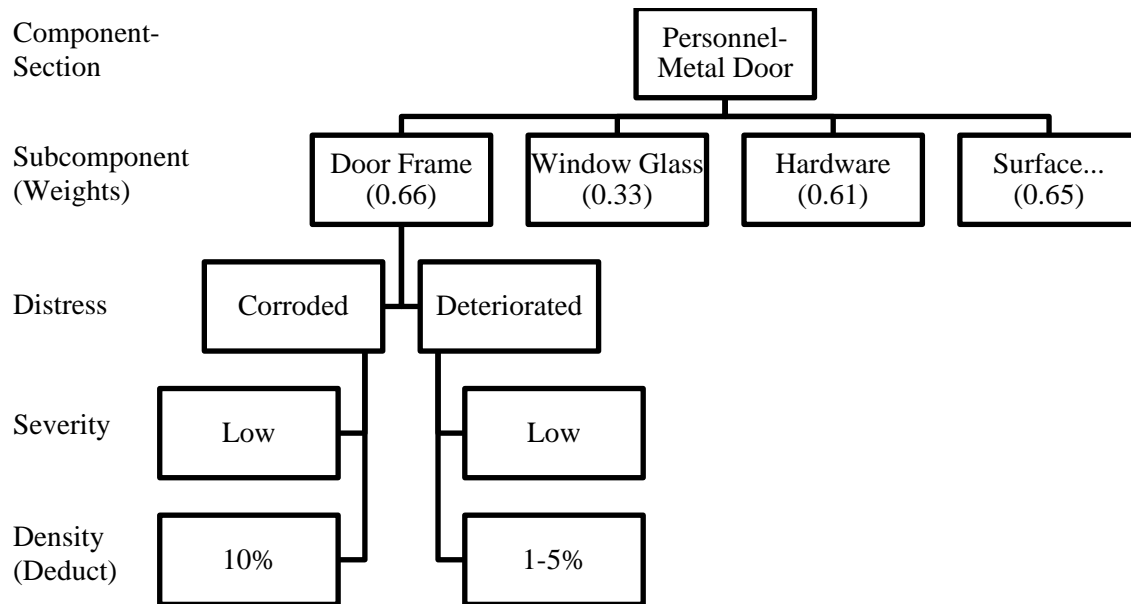 Component-
Section
Personnel-
Metal Door
Subcomponent
(Weights)
Door Frame
(0.66)
Window Glass
(0.33)
Hardware
(0.61)
Surface...
(0.65)
Distress
Corroded
Deteriorated
Severity
Low
Low
Density
(Deduct)
10%
1-5%